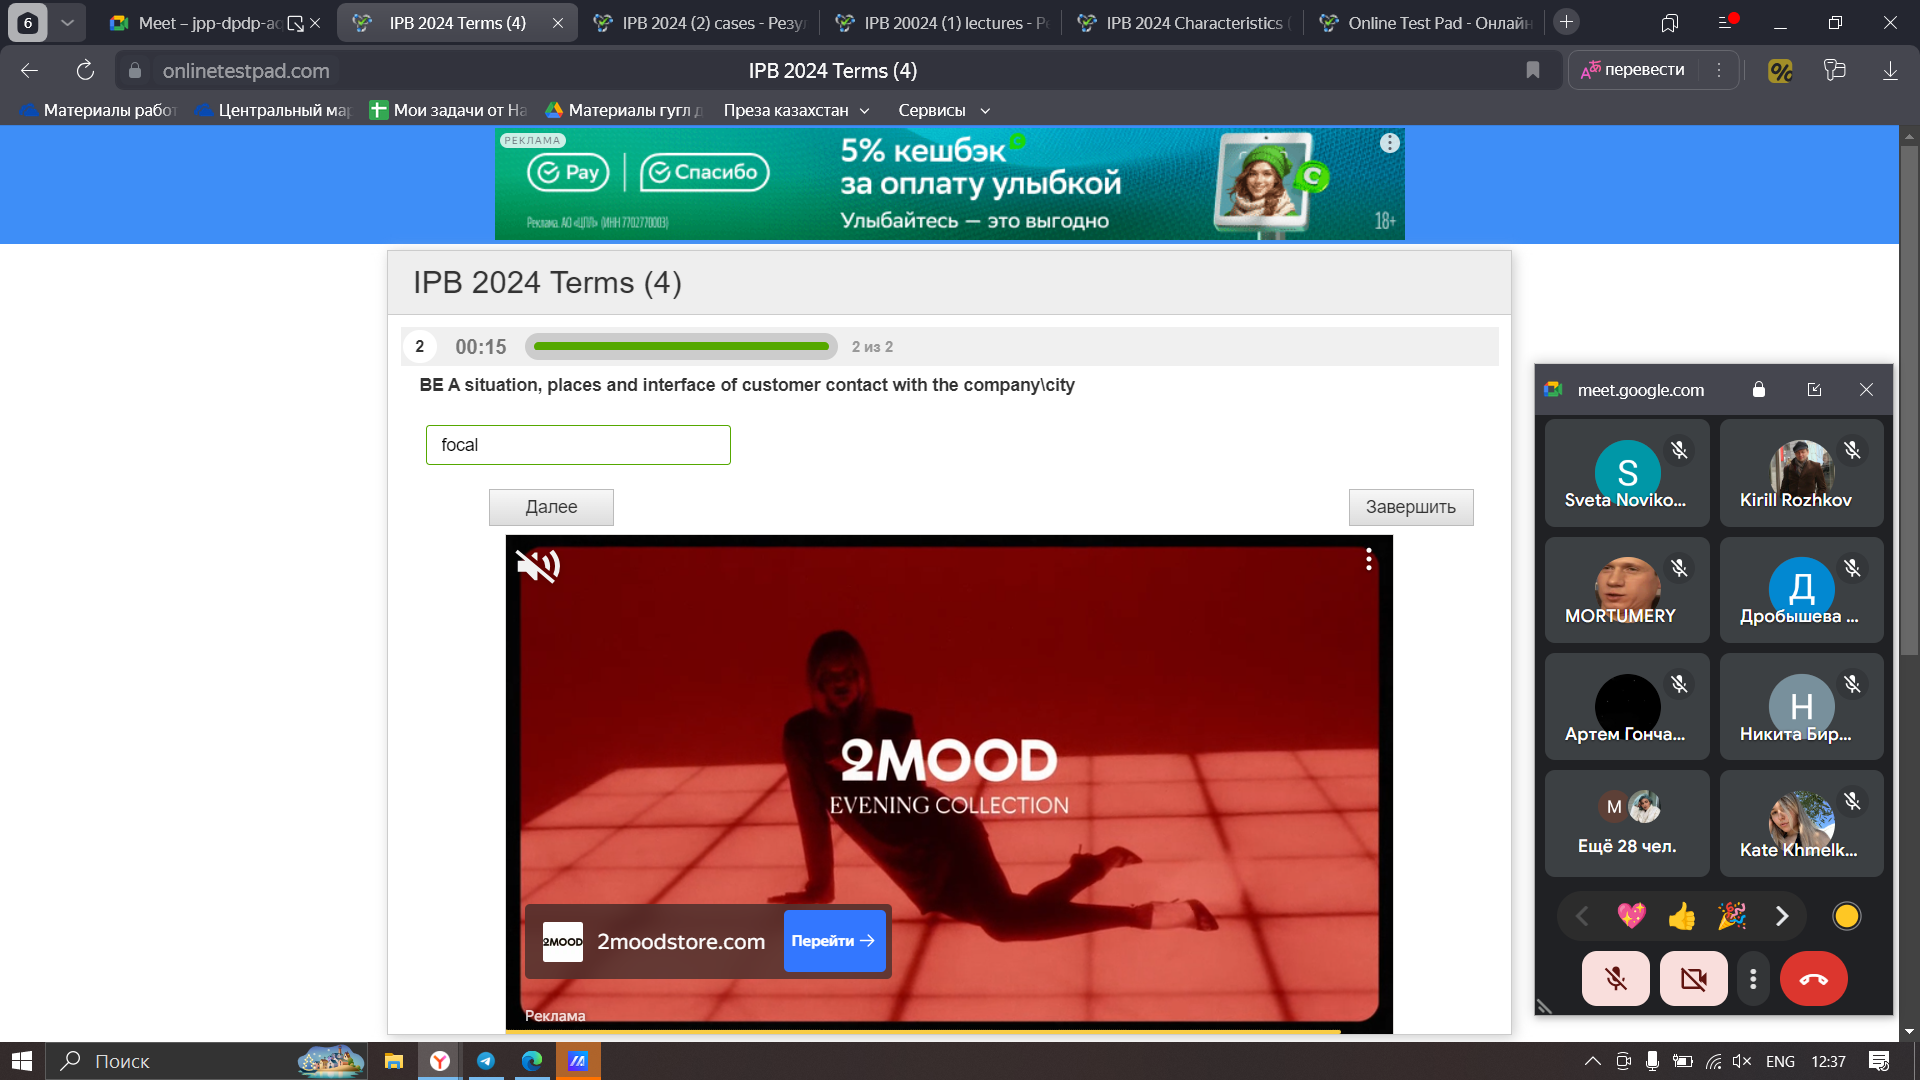 6
Meet – jpp-dpdp-ac
IPB 2024 Terms (4)
IPB 2024 (2) cases - Резул
IPB 20024 (1) lectures - Ре
IPB 2024 Characteristics (
Online Test Pad - Онлайн
onlinetestpad.com
IPB 2024 Terms (4)
перевести
Материалы работ
Центральный мар
Мои задачи от На
Материалы гугл д
Преза казахстан
Сервисы
РЕКЛАМА
Pay
Спасибо
5% кешбэк
за оплату улыбкой
Улыбайтесь — это выгодно
Реклама. АО «ЦПЛ» (ИНН 7702770003)
18+
IPB 2024 Terms (4)
2
00:15
2 из 2
BE A situation, places and interface of customer contact with the company\city
focal
Далее
Завершить
2MOOD
EVENING COLLECTION
2MOOD
2moodstore.com
Перейти →
Реклама
meet.google.com
S
Sveta Noviko...
Kirill Rozhkov
MORTUMERY
Д
Дробышева ...
Артем Гонча...
Н
Никита Бир...
M
Ещё 28 чел.
Kate Khmelk...
Поиск
ENG
12:37